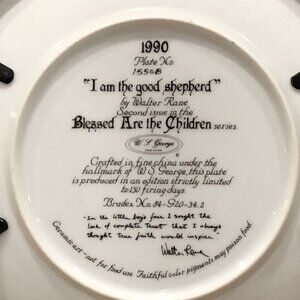 1990
Plate No.
1550B
"I am the good shepherd"
by Walter Rane
Second issue in the
Blessed Are the Children series.
W. S. George
Crafted in fine china under the
hallmark of W. S. George, this plate
is produced in an edition strictly limited
to 150 firing days
Bradex No. 84-G20-34.2
"In the little boys face I sought the
look of complete trust that I always
thought true faith would inspire."
Walter Rane
Ceramic art - not for food use. Faithful color pigments may poison food.